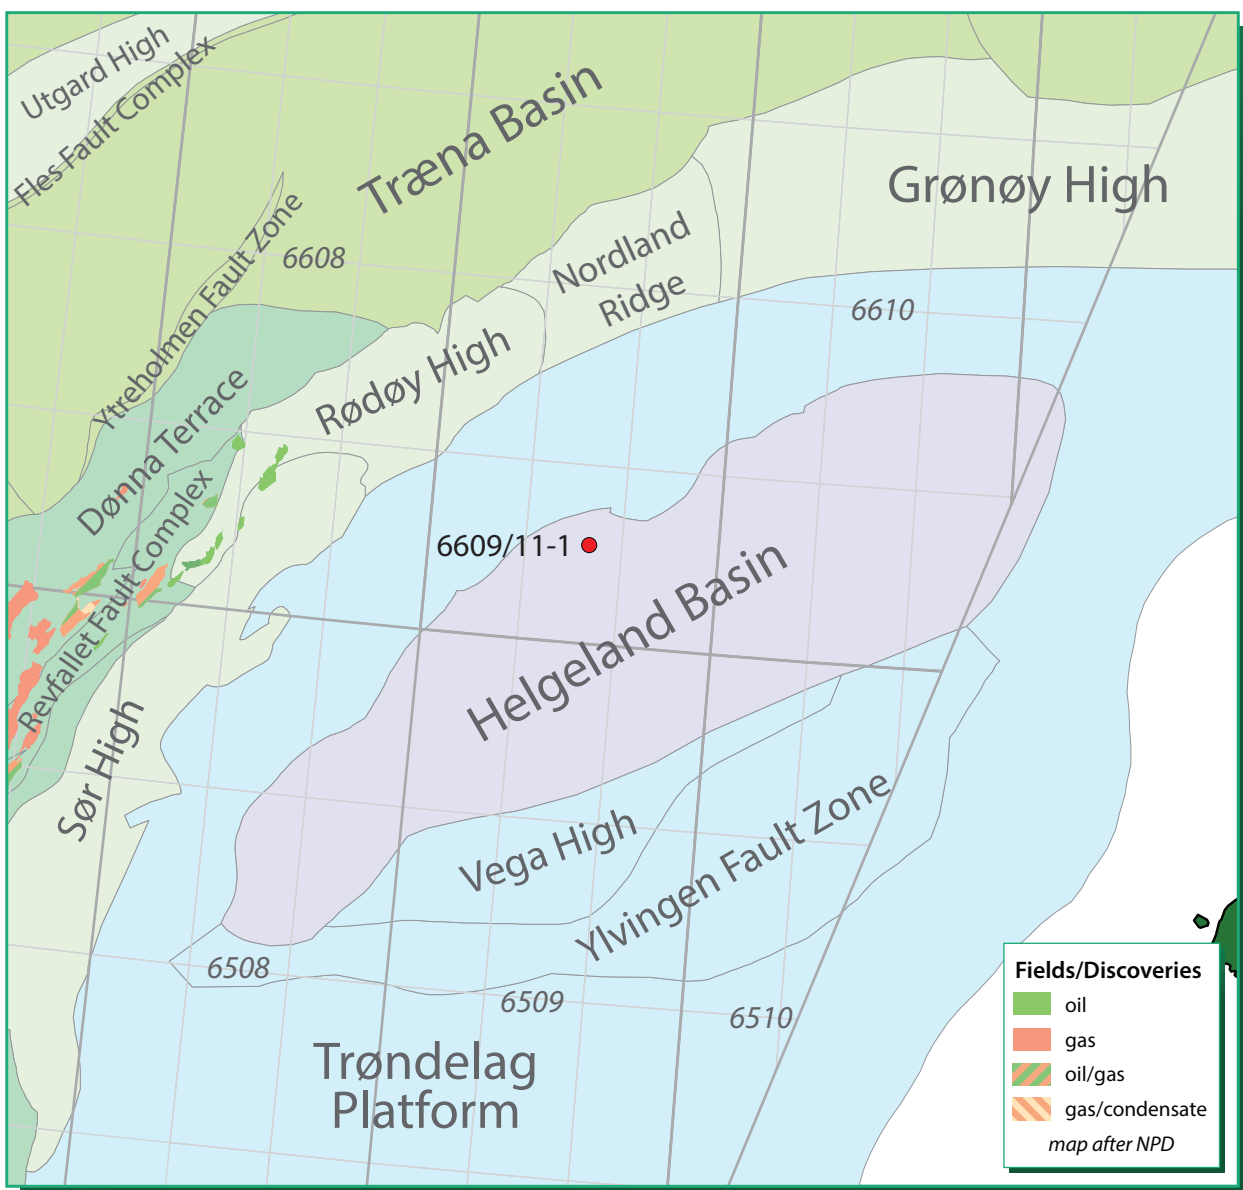 Utgard High
Fles Fault Complex
Træna Basin
Grønøy High
Ytreholmen Fault Zone
6608
Nordland
Ridge
6610
Rødøy High
Dønna Terrace
Revfallet Fault Complex
6609/11-1
Helgeland Basin
Sør High
Vega High
Ylvingen Fault Zone
6508
6509
6510
Trøndelag
Platform
Fields/Discoveries
oil
gas
oil/gas
gas/condensate
map after NPD